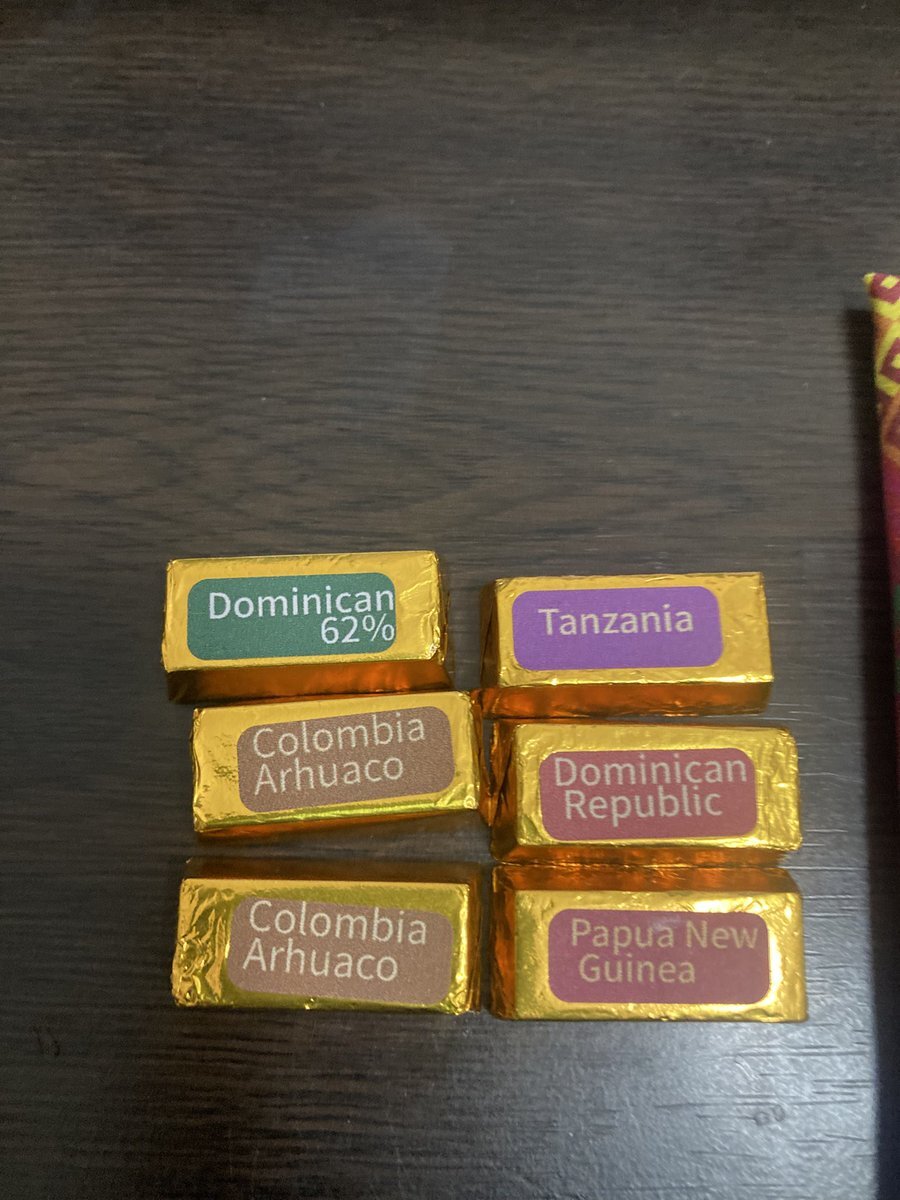 Dominican
62%
Tanzania
Colombia
Arhuaco
Dominican
Republic
Colombia
Arhuaco
Papua New
Guinea